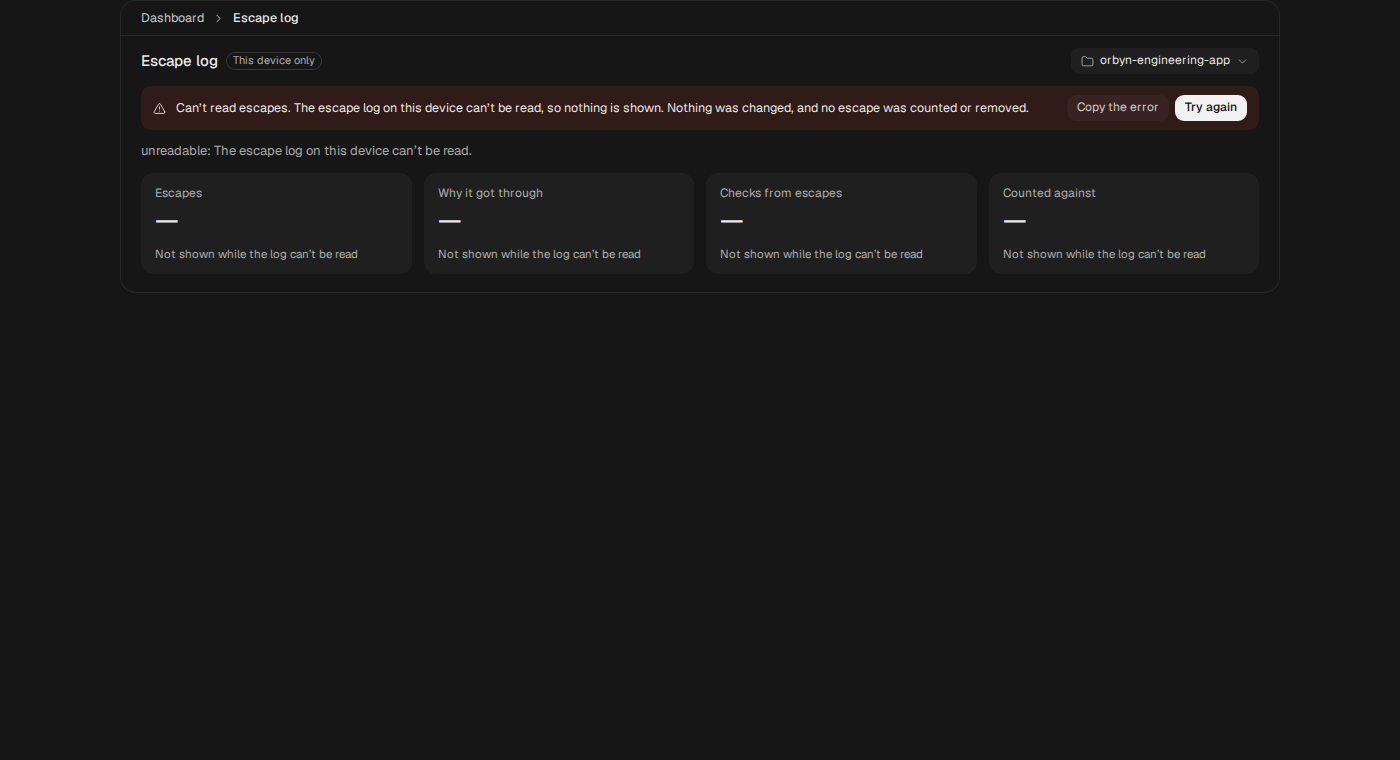 Dashboard > Escape log
Escape log This device only orbyn-engineering-app
Can't read escapes. The escape log on this device can't be read, so nothing is shown. Nothing was changed, and no escape was counted or removed. Copy the error Try again
unreadable: The escape log on this device can't be read.
Escapes Why it got through Checks from escapes Counted against
— — — —
Not shown while the log can't be read Not shown while the log can't be read Not shown while the log can't be read Not shown while the log can't be read